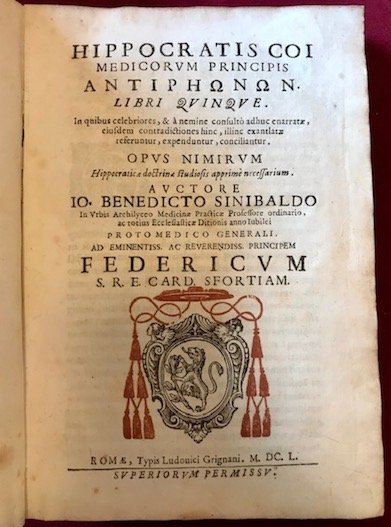 HIPPOCRATIS COI
MEDICORVM PRINCIPIS
ANTIPHΩNΩN.
LIBRI QVINQVE.
In quibus celebriores, & à nemine consultò adhuc enarratæ,
eiusdem contradictiones hinc, illinc exantlatæ
referuntur, expenduntur, conciliantur.
OPVS NIMIRVM
Hippocraticæ doctrinæ studiosis apprimè necessarium.
AVCTORE
IO. BENEDICTO SINIBALDO
In Vrbis Archilyceo Medicinæ Practicæ Professore ordinario,
ac totius Ecclesiasticæ Ditionis anno Iubilei
PROTOMEDICO GENERALI.
AD EMINENTISS. AC REVERENDISS. PRINCIPEM
FEDERICVM
S. R. E. CARD. SFORTIAM.
ROMÆ, Typis Ludouici Grignani. M. DC. L.
SVPERIORVM PERMISSV.